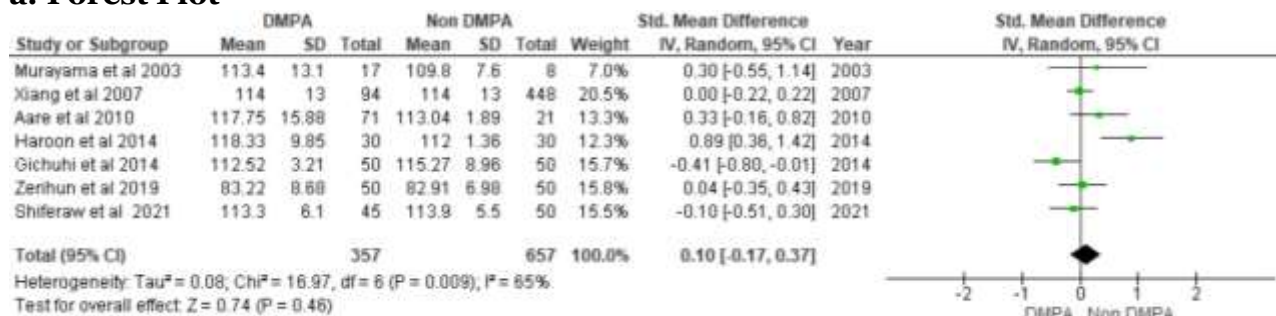 a. Forest Plot
DMPA Non DMPA Std. Mean Difference Std. Mean Difference
Study or Subgroup Mean SD Total Mean SD Total Weight IV, Random, 95% CI Year IV, Random, 95% CI
Murayama et al 2003 113.4 13.1 17 109.8 7.6 8 7.0% 0.30 [-0.55, 1.14] 2003
Xiang et al 2007 114 13 94 114 13 448 20.5% 0.00 [-0.22, 0.22] 2007
Aare et al 2010 117.75 15.88 71 113.04 1.89 21 13.3% 0.33 [-0.16, 0.82] 2010
Haroon et al 2014 118.33 9.85 30 112 1.36 30 12.3% 0.89 [0.36, 1.42] 2014
Gichuhi et al 2014 112.52 3.21 50 115.27 8.96 50 15.7% -0.41 [-0.80, -0.01] 2014
Zerihun et al 2019 83.22 8.68 50 82.91 6.98 50 15.8% 0.04 [-0.35, 0.43] 2019
Shiferaw et al 2021 113.3 6.1 45 113.9 5.5 50 15.5% -0.10 [-0.51, 0.30] 2021
Total (95% CI) 357 657 100.0% 0.10 [-0.17, 0.37]
Heterogeneity: Tau² = 0.08; Chi² = 16.97, df = 6 (P = 0.009); I² = 65%
Test for overall effect: Z = 0.74 (P = 0.46)
-2 -1 0 1 2
DMPA Non DMPA